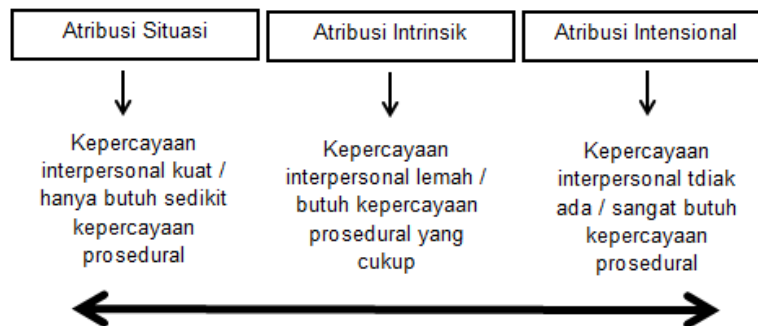 Atribusi Situasi
Atribusi Intrinsik
Atribusi Intensional
Kepercayaan
interpersonal kuat /
hanya butuh sedikit
kepercayaan
prosedural
Kepercayaan
interpersonal lemah /
butuh kepercayaan
prosedural yang
cukup
Kepercayaan
interpersonal tdiak
ada / sangat butuh
kepercayaan
prosedural